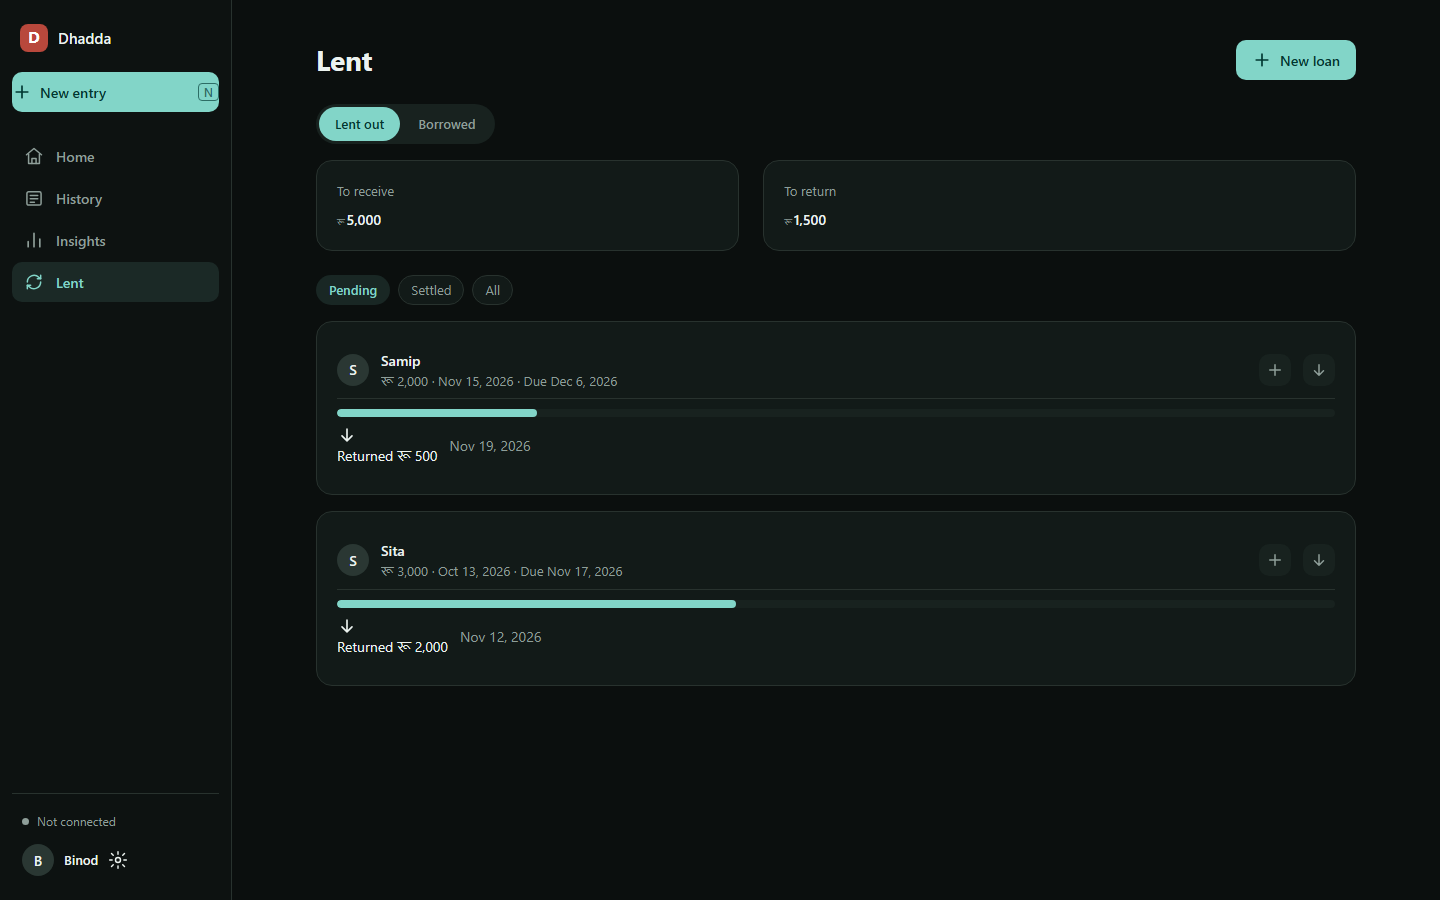 D Dhadda
New entry N
Home
History
Insights
Lent
Not connected
B Binod
Lent
New loan
Lent out Borrowed
To receive
रू5,000
To return
रू1,500
Pending Settled All
S Samip
रू 2,000 · Nov 15, 2026 · Due Dec 6, 2026
Returned रू 500 Nov 19, 2026
S Sita
रू 3,000 · Oct 13, 2026 · Due Nov 17, 2026
Returned रू 2,000 Nov 12, 2026